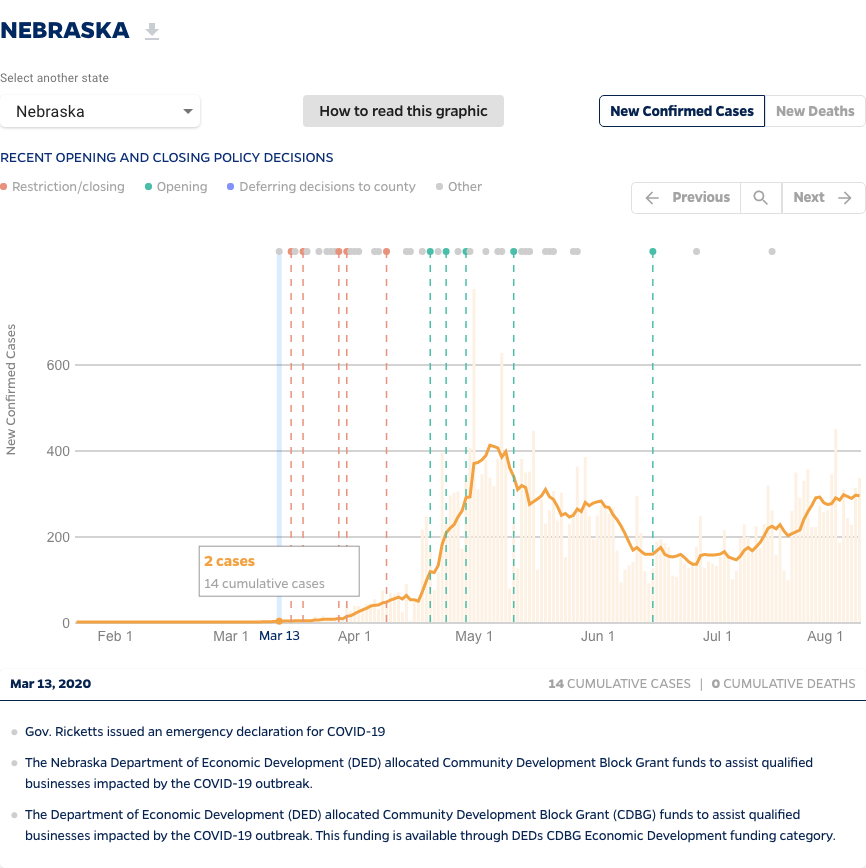 NEBRASKA
Select another state
Nebraska
How to read this graphic
New Confirmed Cases
New Deaths
RECENT OPENING AND CLOSING POLICY DECISIONS
Restriction/closing
Opening
Deferring decisions to county
Other
Previous
Next
New Confirmed Cases
600
400
200
0
2 cases
14 cumulative cases
Feb 1
Mar 1
Mar 13
Apr 1
May 1
Jun 1
Jul 1
Aug 1
Mar 13, 2020
14 CUMULATIVE CASES | 0 CUMULATIVE DEATHS
Gov. Ricketts issued an emergency declaration for COVID-19
The Nebraska Department of Economic Development (DED) allocated Community Development Block Grant funds to assist qualified
businesses impacted by the COVID-19 outbreak.
The Department of Economic Development (DED) allocated Community Development Block Grant (CDBG) funds to assist qualified
businesses impacted by the COVID-19 outbreak. This funding is available through DEDs CDBG Economic Development funding category.